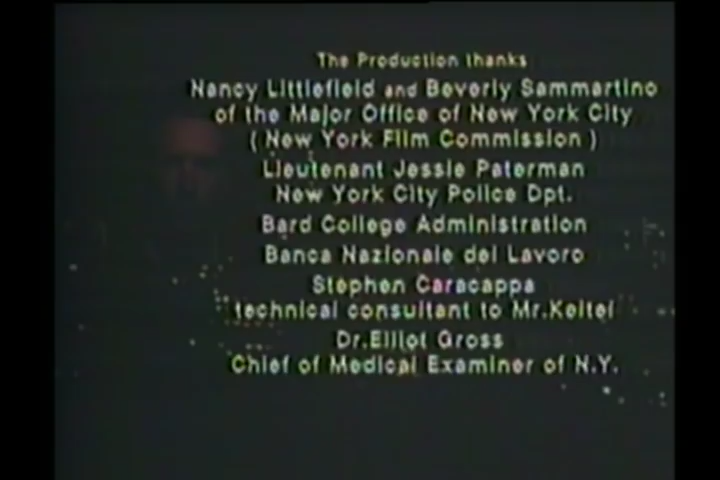 The Production thanks
Nancy Littlefield and Beverly Sammartino
of the Major Office of New York City
( New York Film Commission )
Lieutenant Jessie Paterman
New York City Police Dpt.
Bard College Administration
Banca Nazionale del Lavoro
Stephen Caracappa
technical consultant to Mr.Keitel
Dr.Elliot Gross
Chief of Medical Examiner of N.Y.